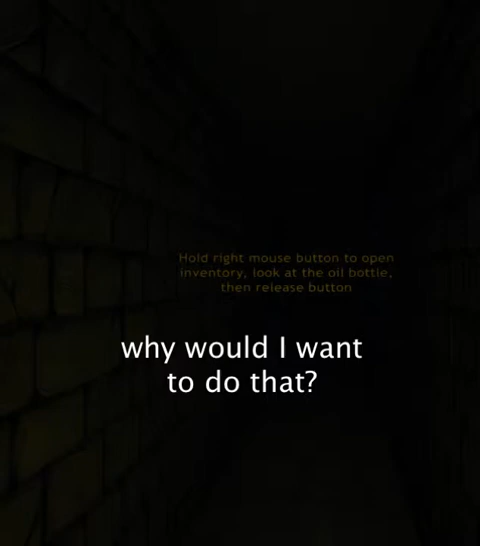 Hold right mouse button to open
inventory, look at the oil bottle,
then release button
why would I want
to do that?